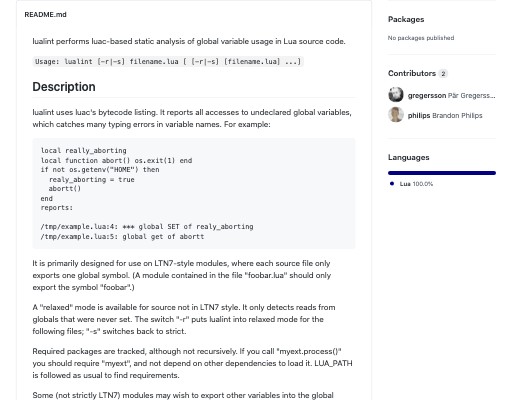 README.md
lualint performs luac-based static analysis of global variable usage in Lua source code.
Usage: lualint [-r|-s] filename.lua [ [-r|-s] [filename.lua] ...]
Description
lualint uses luac's bytecode listing. It reports all accesses to undeclared global variables,
which catches many typing errors in variable names. For example:
local really_aborting
local function abort() os.exit(1) end
if not os.getenv("HOME") then
realy_aborting = true
abortt()
end
reports:
/tmp/example.lua:4: *** global SET of realy_aborting
/tmp/example.lua:5: global get of abortt
It is primarily designed for use on LTN7-style modules, where each source file only
exports one global symbol. (A module contained in the file "foobar.lua" should only
export the symbol "foobar".)
A "relaxed" mode is available for source not in LTN7 style. It only detects reads from
globals that were never set. The switch "-r" puts lualint into relaxed mode for the
following files; "-s" switches back to strict.
Required packages are tracked, although not recursively. If you call "myext.process()"
you should require "myext", and not depend on other dependencies to load it. LUA_PATH
is followed as usual to find requirements.
Some (not strictly LTN7) modules may wish to export other variables into the global
Packages
No packages published
Contributors 2
gregersson Pär Gregerss...
philips Brandon Philips
Languages
Lua 100.0%